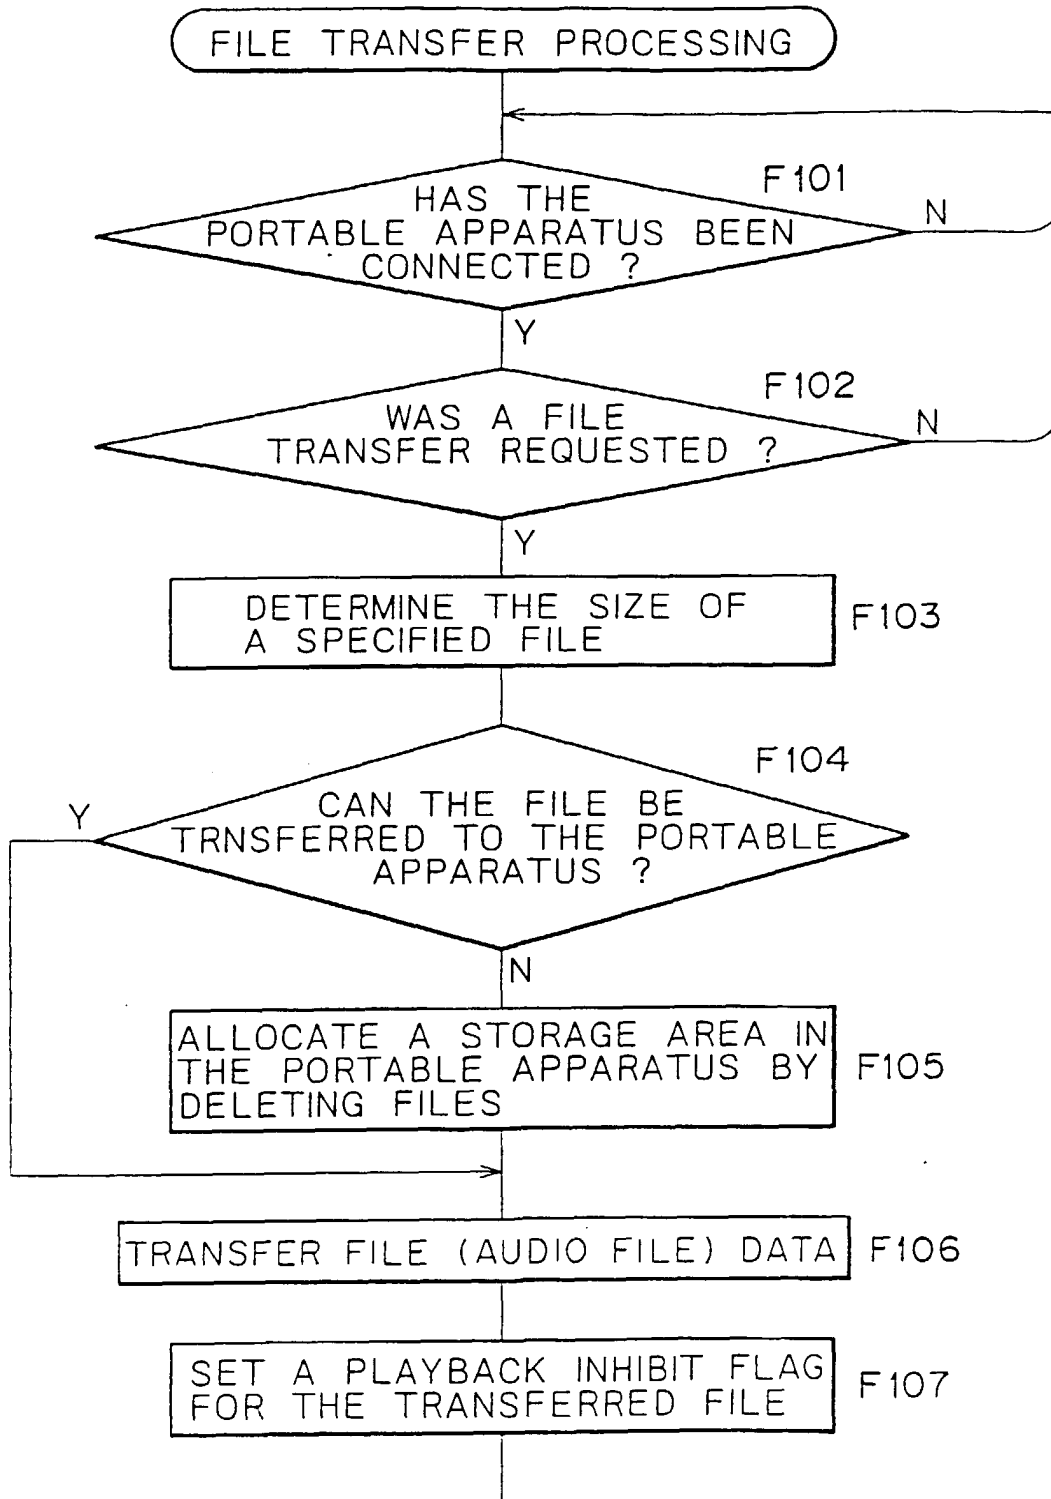 FILE TRANSFER PROCESSING
F101
HAS THE
PORTABLE APPARATUS BEEN
CONNECTED ?
N
Y
F102
WAS A FILE
TRANSFER REQUESTED ?
N
Y
DETERMINE THE SIZE OF
A SPECIFIED FILE
F103
F104
CAN THE FILE BE
TRNSFERRED TO THE PORTABLE
APPARATUS ?
Y
N
ALLOCATE A STORAGE AREA IN
THE PORTABLE APPARATUS BY
DELETING FILES
F105
TRANSFER FILE (AUDIO FILE) DATA
F106
SET A PLAYBACK INHIBIT FLAG
FOR THE TRANSFERRED FILE
F107